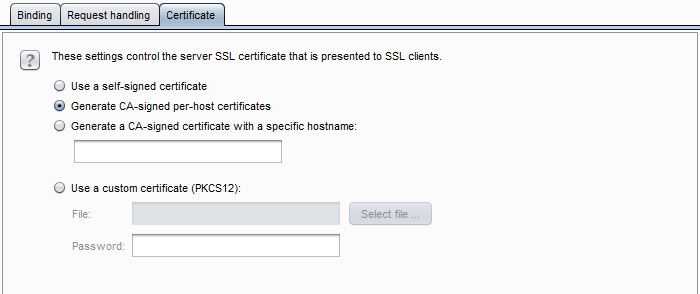 Binding Request handling Certificate
? These settings control the server SSL certificate that is presented to SSL clients.
Use a self-signed certificate
Generate CA-signed per-host certificates
Generate a CA-signed certificate with a specific hostname:
Use a custom certificate (PKCS12):
File: Select file ...
Password: